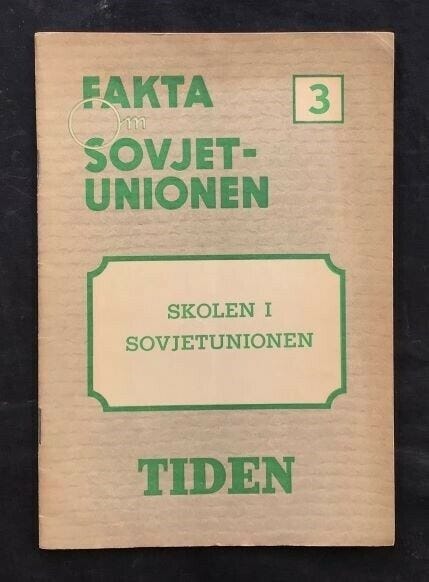 FAKTA
3
Om
SOVJET-
UNIONEN
SKOLEN I
SOVJETUNIONEN
TIDEN